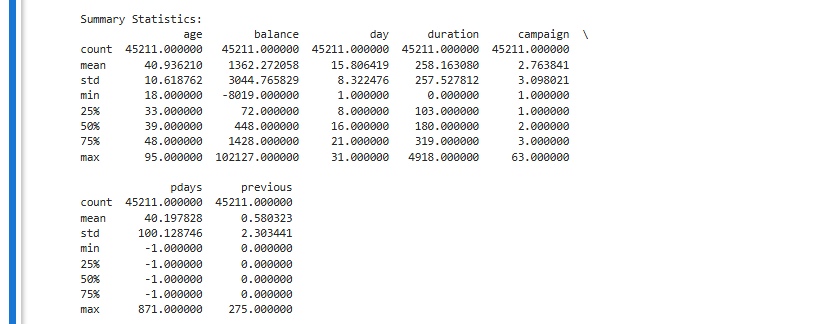 Summary Statistics:
age balance day duration campaign \
count 45211.000000 45211.000000 45211.000000 45211.000000 45211.000000
mean 40.936210 1362.272058 15.806419 258.163080 2.763841
std 10.618762 3044.765829 8.322476 257.527812 3.098021
min 18.000000 -8019.000000 1.000000 0.000000 1.000000
25% 33.000000 72.000000 8.000000 103.000000 1.000000
50% 39.000000 448.000000 16.000000 180.000000 2.000000
75% 48.000000 1428.000000 21.000000 319.000000 3.000000
max 95.000000 102127.000000 31.000000 4918.000000 63.000000
pdays previous
count 45211.000000 45211.000000
mean 40.197828 0.580323
std 100.128746 2.303441
min -1.000000 0.000000
25% -1.000000 0.000000
50% -1.000000 0.000000
75% -1.000000 0.000000
max 871.000000 275.000000